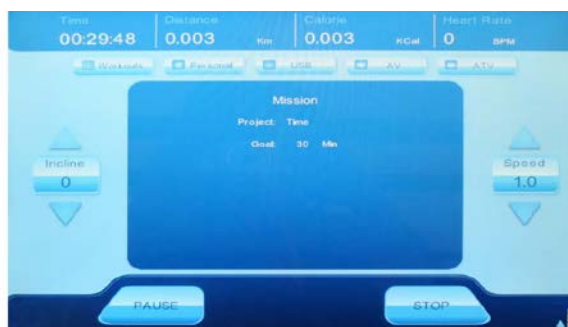 Time Distance Calorie Heart Rate
00:29:48 0.003 Km 0.003 KCal 0 BPM
Workouts Personal USB AV ATV
Mission
Project: Time
Goal: 30 Min
Incline
0
Speed
1.0
PAUSE STOP